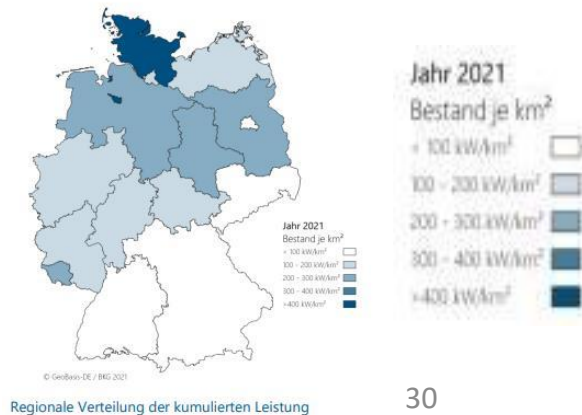 Jahr 2021
Bestand je km²
< 100 kW/km²
100 - 200 kW/km²
200 - 300 kW/km²
300 - 400 kW/km²
>400 kW/km²
© GeoBasis-DE / BKG 2021
Regionale Verteilung der kumulierten Leistung
Jahr 2021
Bestand je km²
< 100 kW/km²
100 - 200 kW/km²
200 - 300 kW/km²
300 - 400 kW/km²
>400 kW/km²
30